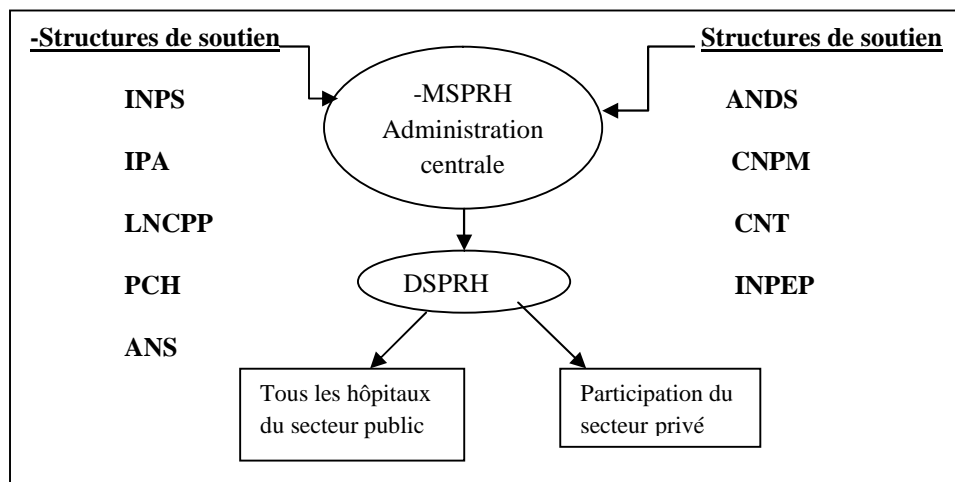 -Structures de soutien
INPS
IPA
LNCPP
PCH
ANS
-MSPRH
Administration
centrale
DSPRH
Tous les hôpitaux
du secteur public
Participation du
secteur privé
Structures de soutien
ANDS
CNPM
CNT
INPEP